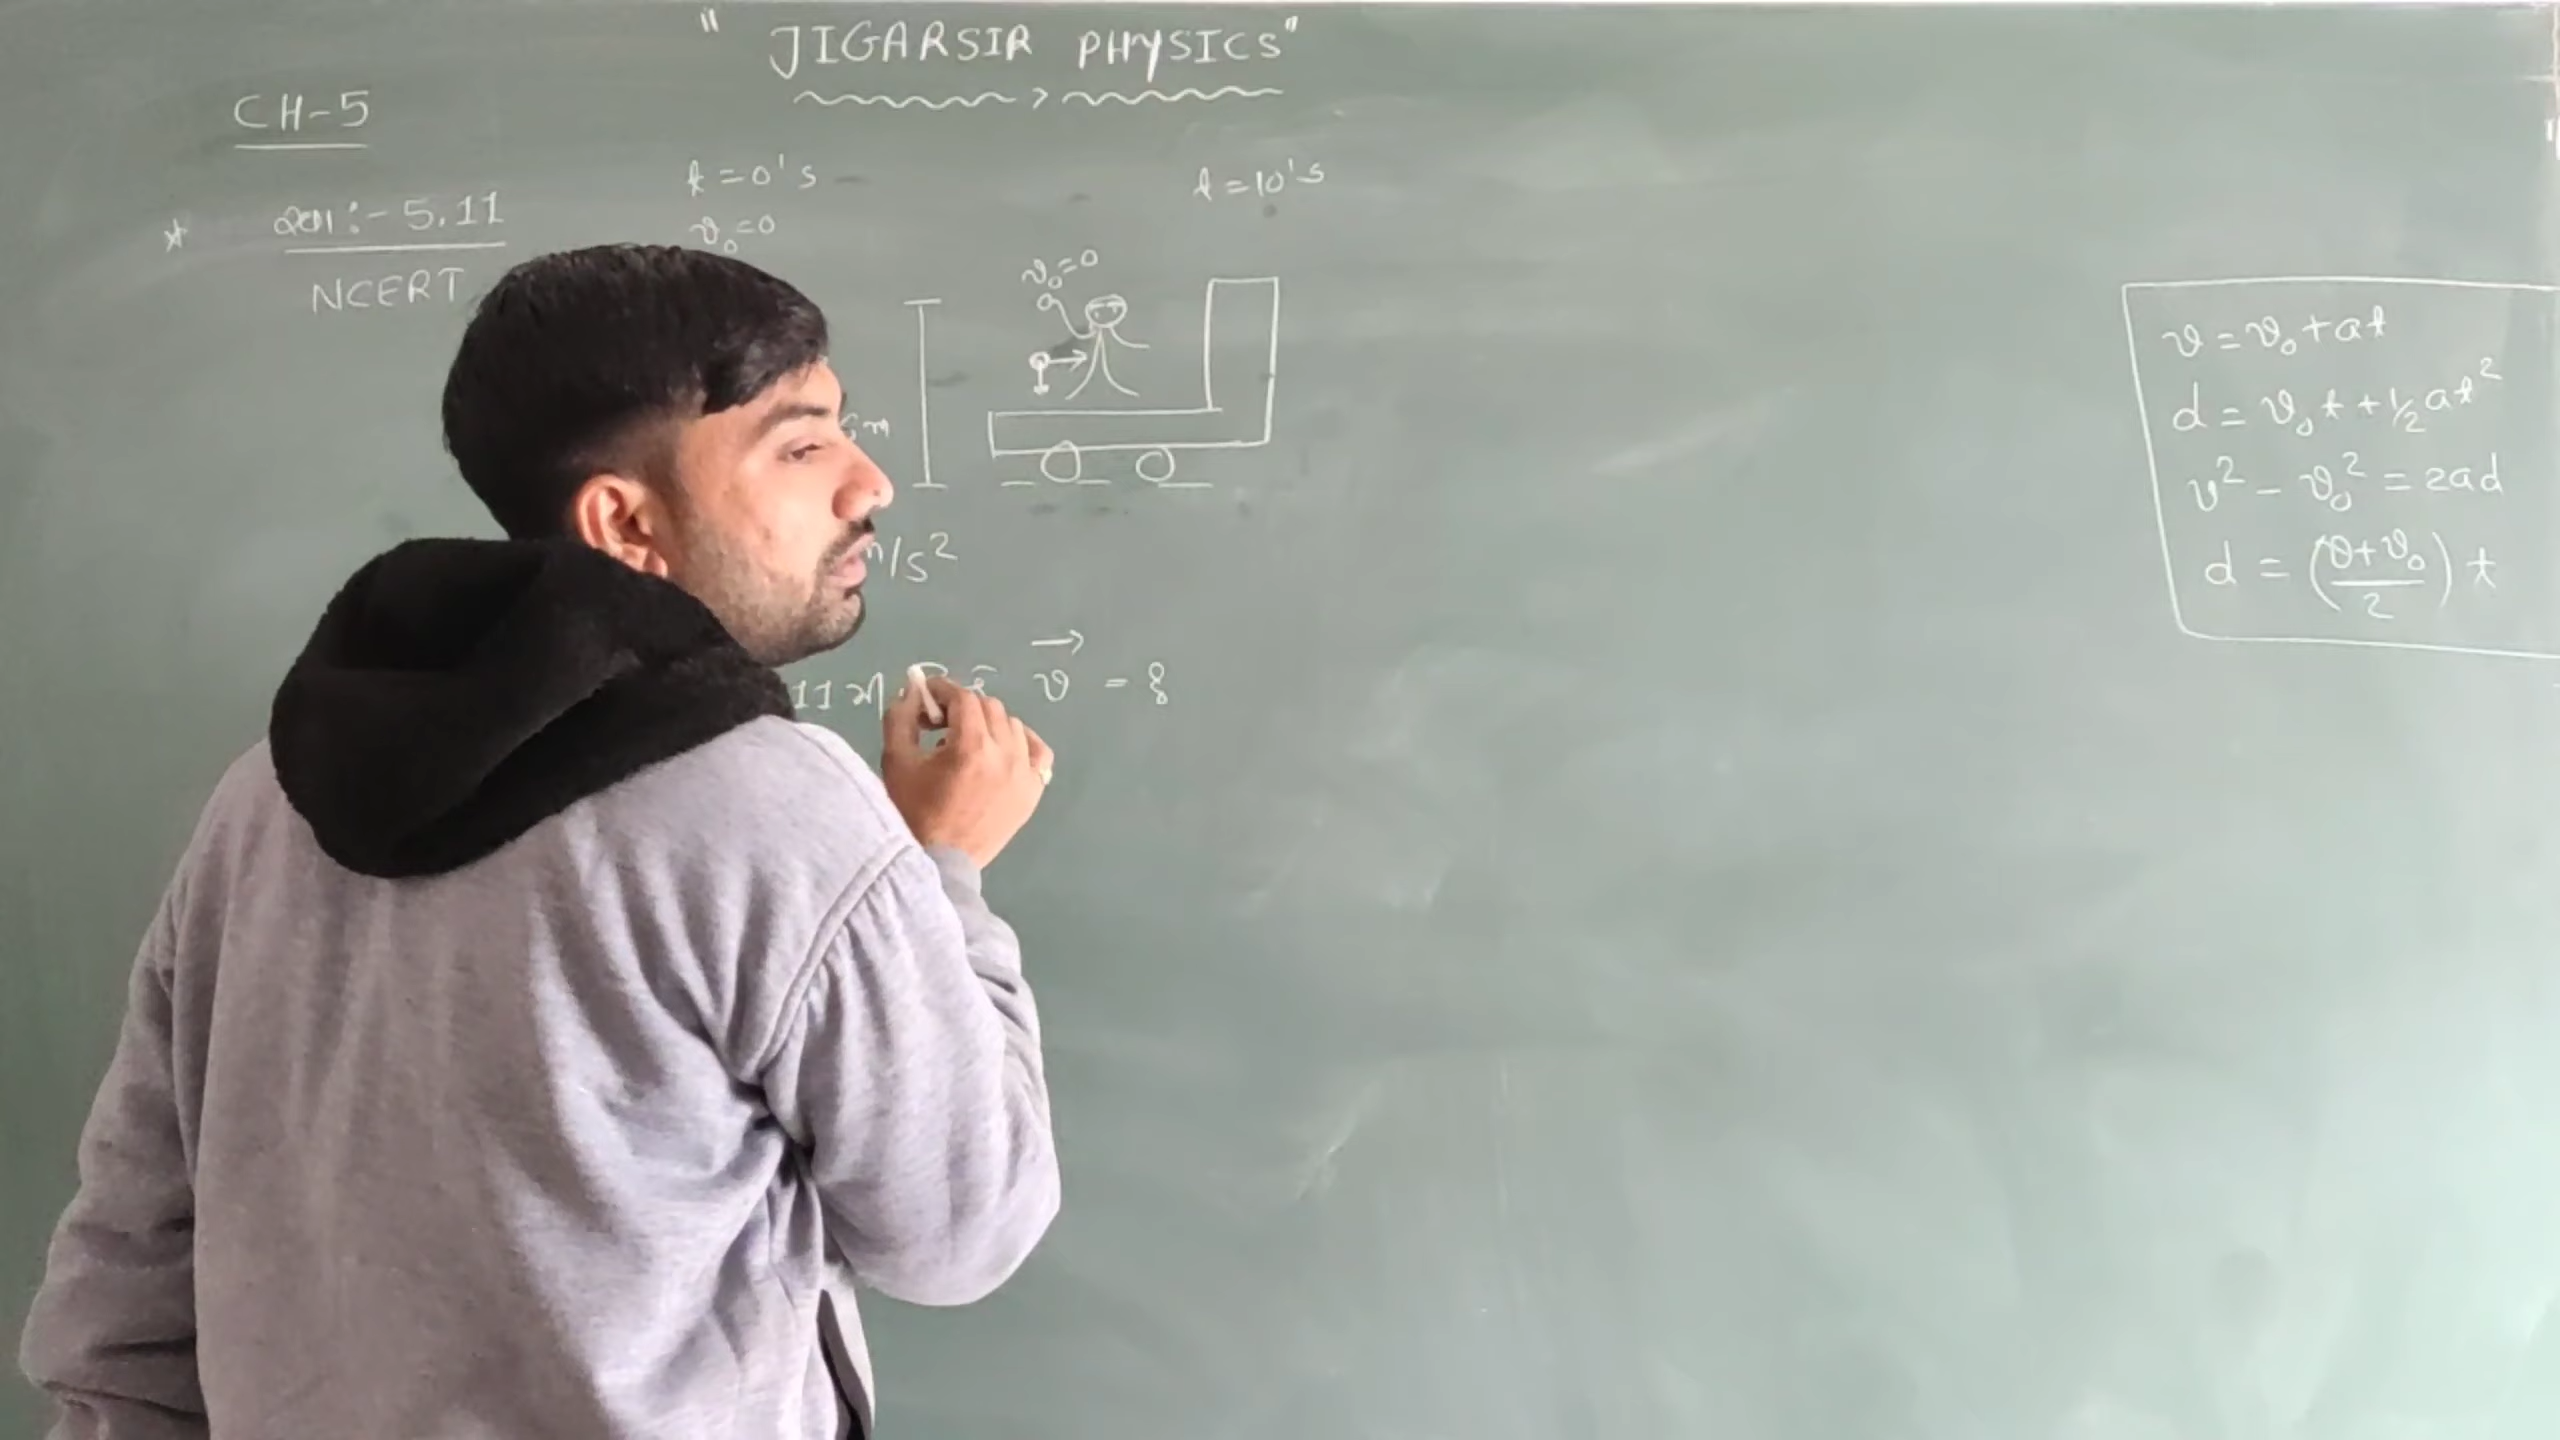 " JIGARSIR PHYSICS"
CH-5
દાખલા :- 5.11
NCERT
t = 0's
v₀=0
t = 10's
v₀=0
m
m/s²
v = v₀ + at
d = v₀t + ½at²
v² - v₀² = 2ad
d = (v+v₀/2) t